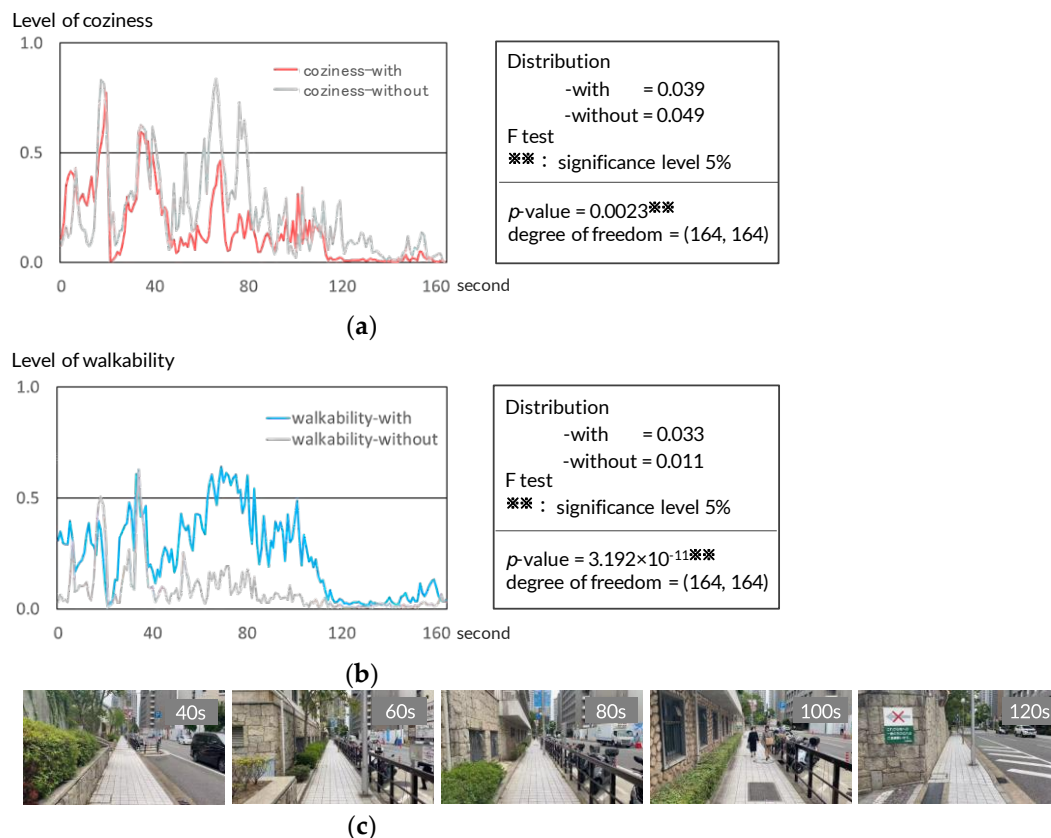 Level of coziness
1.0
coziness-with
coziness-without
0.5
0.0
0 40 80 120 160 second
Distribution
-with = 0.039
-without = 0.049
F test
※※ : significance level 5%
p-value = 0.0023※※
degree of freedom = (164, 164)
(a)
Level of walkability
1.0
walkability-with
walkability-without
0.5
0.0
0 40 80 120 160 second
Distribution
-with = 0.033
-without = 0.011
F test
※※ : significance level 5%
p-value = 3.192×10⁻¹¹※※
degree of freedom = (164, 164)
(b)
40s 60s 80s 100s 120s
(c)